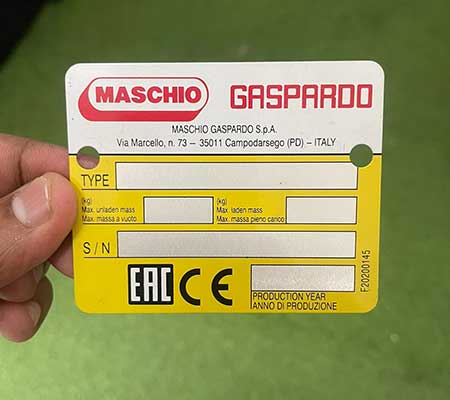 MASCHIO GASPARDO
MASCHIO GASPARDO S.p.A.
Via Marcello, n. 73 – 35011 Campodarsego (PD) – ITALY
TYPE
(kg)
Max. unladen mass
Max. massa a vuoto
(kg)
Max. laden mass
Max. massa pieno carico
S/N
EAC CE
PRODUCTION YEAR
ANNO DI PRODUZIONE
F20200145